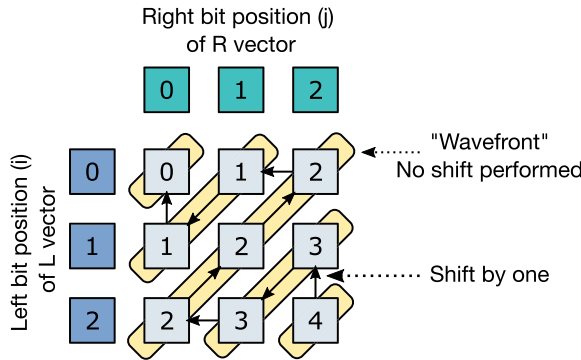 Right bit position (j)
of R vector
0 1 2
"Wavefront"
No shift performed
Left bit position (i)
of L vector
0 0 1 2
1 1 2 3
Shift by one
2 2 3 4